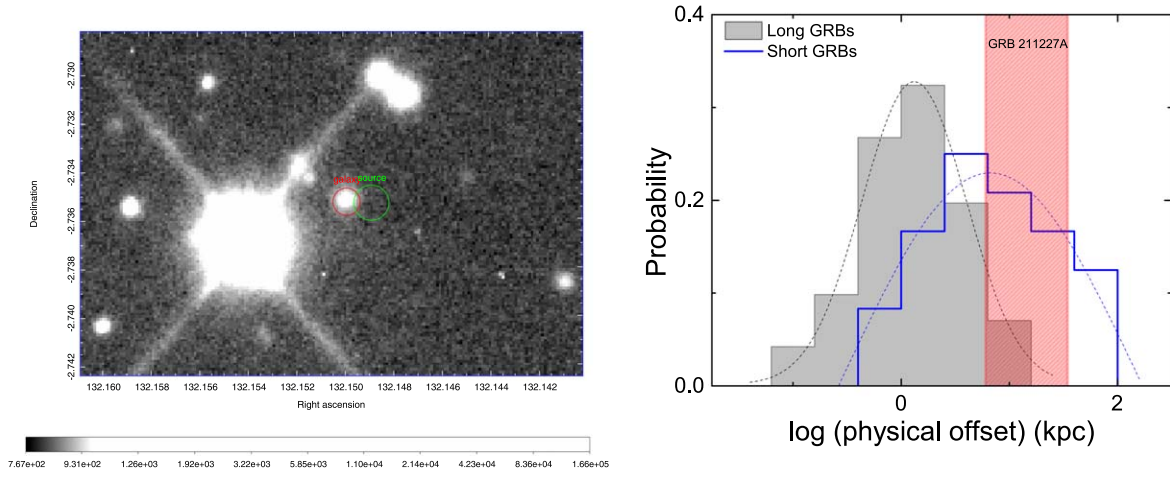 Declination
-2.730
-2.732
-2.734
-2.736
-2.738
-2.740
-2.742
source
132.160 132.158 132.156 132.154 132.152 132.150 132.148 132.146 132.144 132.142
Right ascension
7.67e+02 9.31e+02 1.26e+03 1.92e+03 3.22e+03 5.85e+03 1.10e+04 2.14e+04 4.23e+04 8.36e+04 1.66e+05
Probability
0.4
0.2
0.0
Long GRBs
Short GRBs
GRB 211227A
0 2
log (physical offset) (kpc)